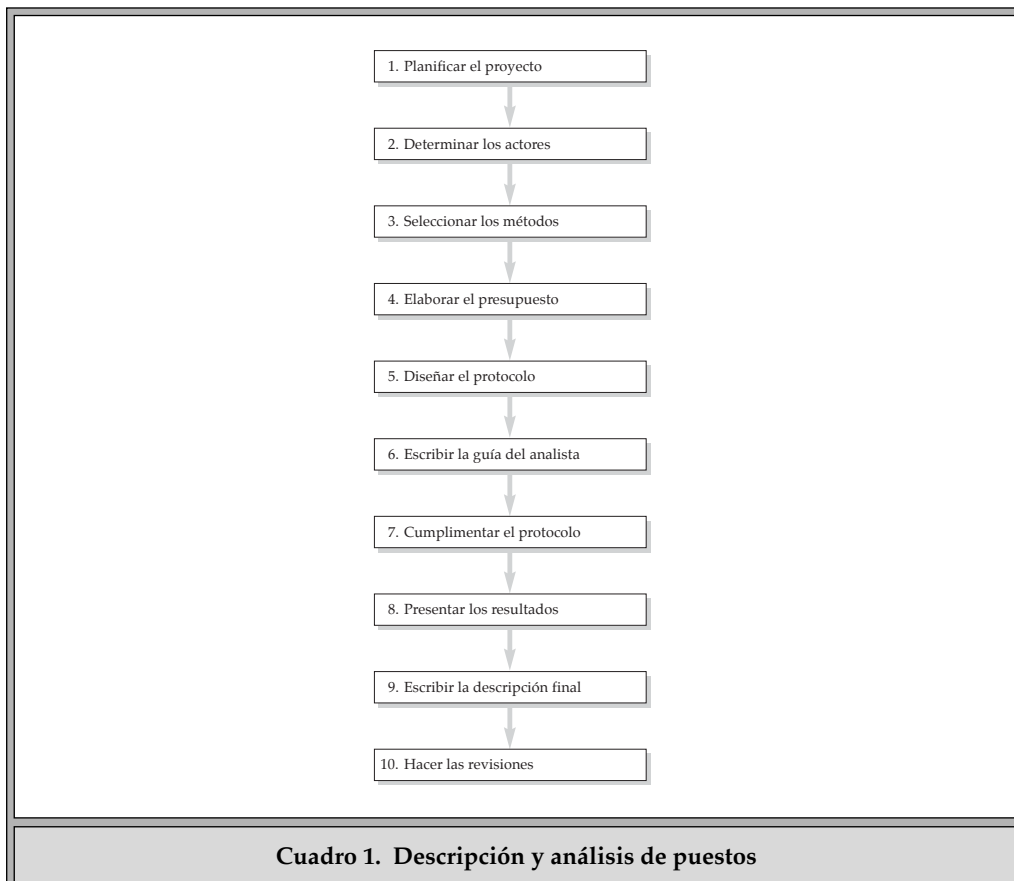 1. Planificar el proyecto
2. Determinar los actores
3. Seleccionar los métodos
4. Elaborar el presupuesto
5. Diseñar el protocolo
6. Escribir la guía del analista
7. Cumplimentar el protocolo
8. Presentar los resultados
9. Escribir la descripción final
10. Hacer las revisiones
Cuadro 1. Descripción y análisis de puestos